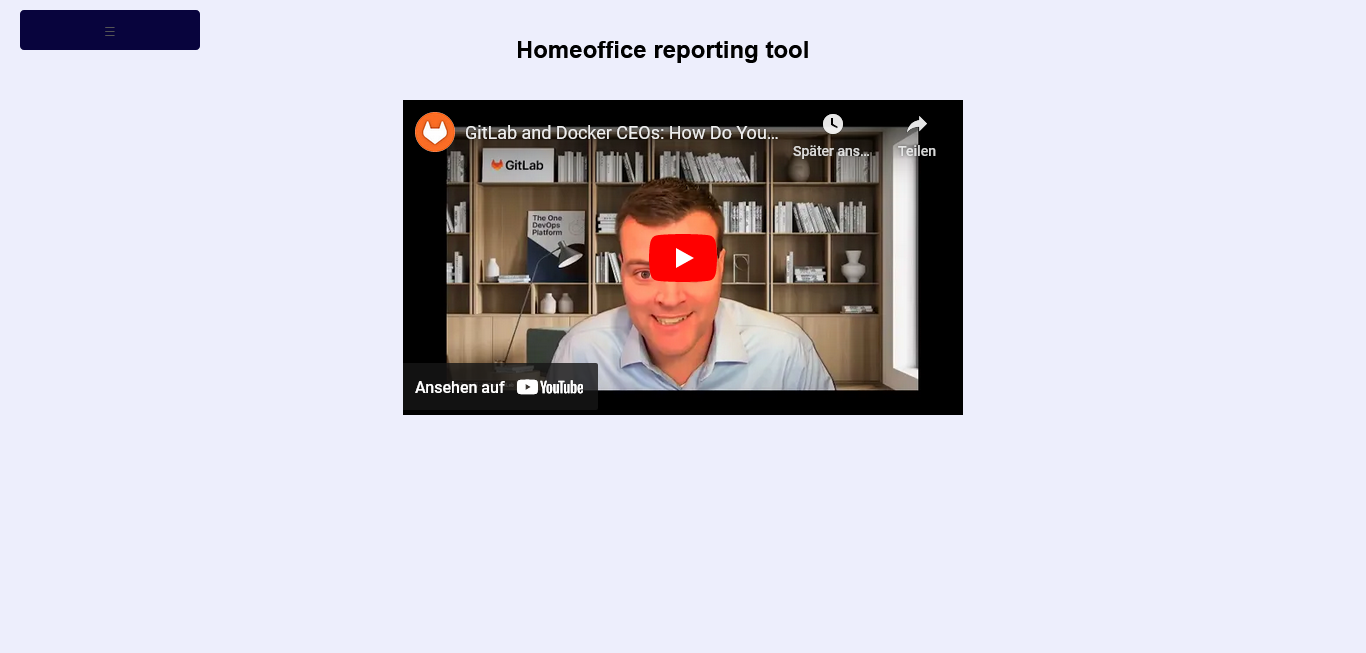 ☰
Homeoffice reporting tool
GitLab and Docker CEOs: How Do You…
Später ans…
Teilen
GitLab
The One
DevOps
Platform
Ansehen auf YouTube